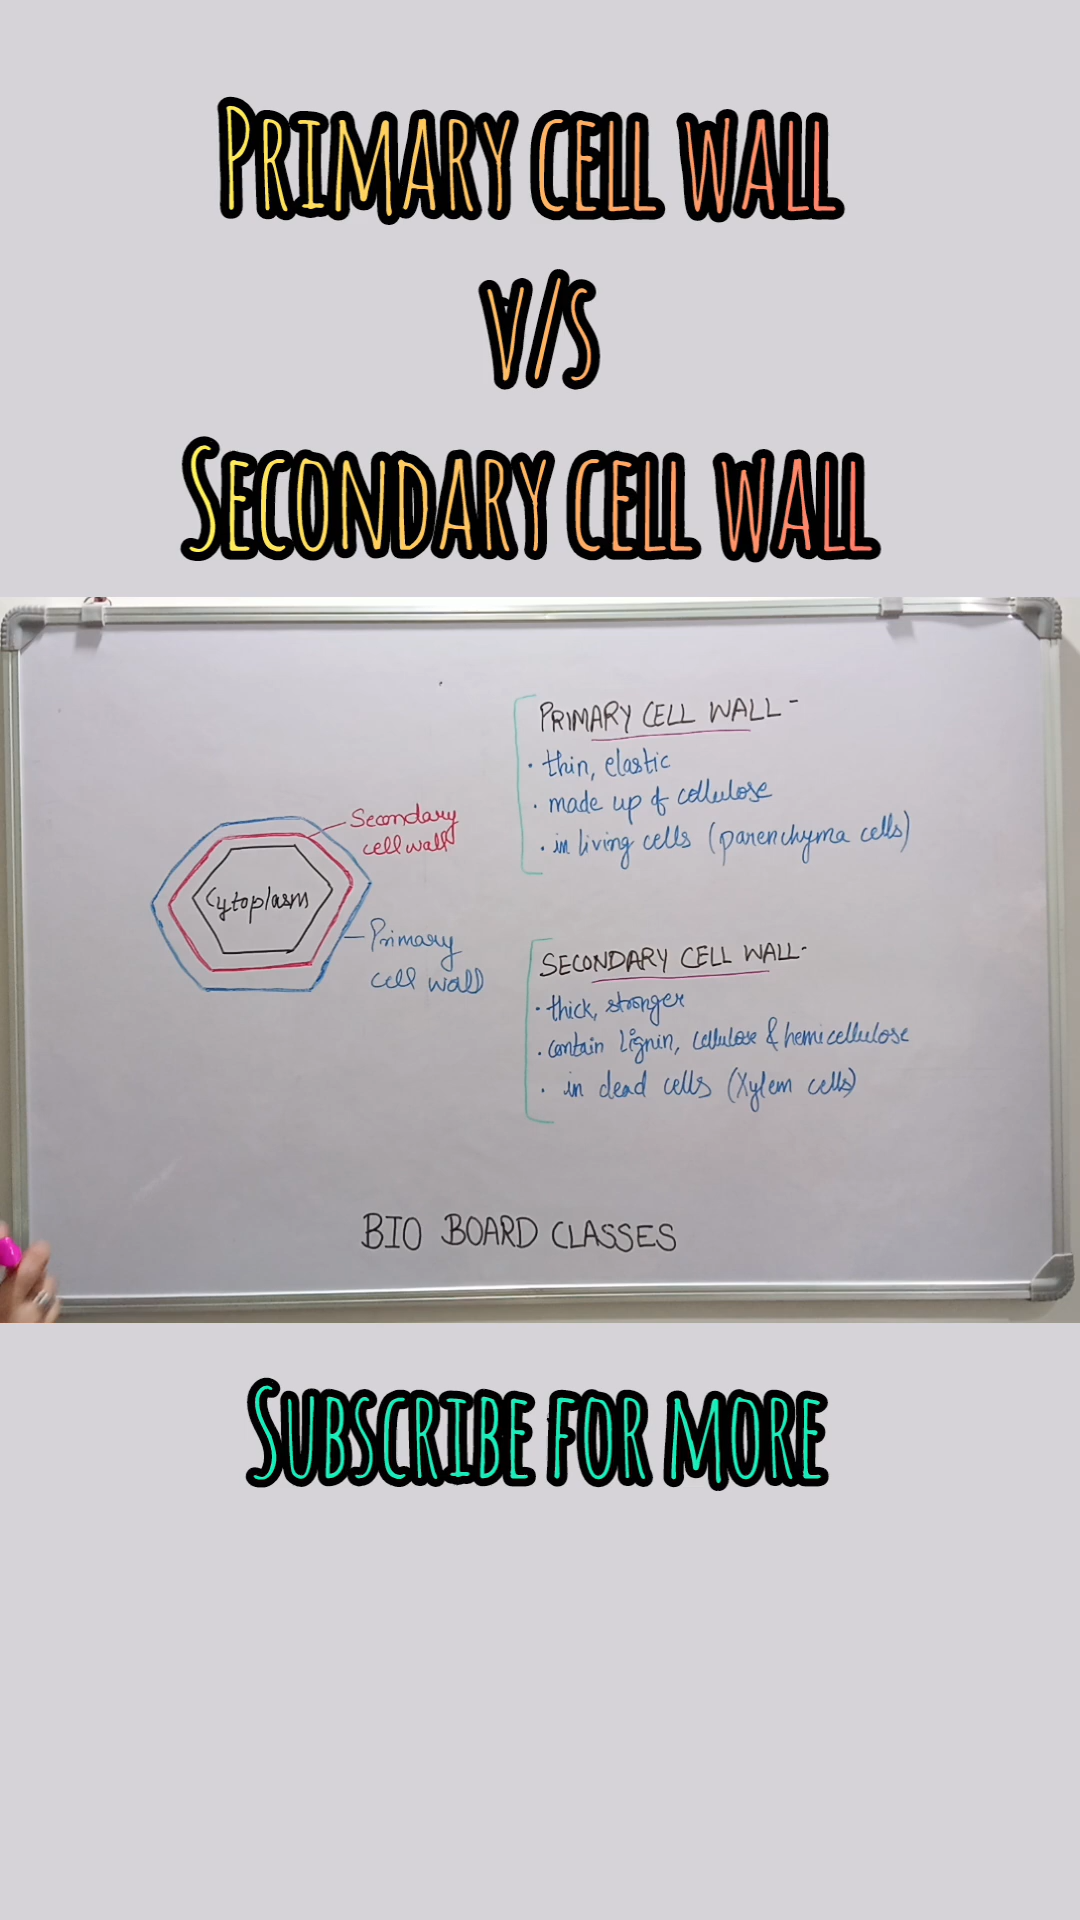 PRIMARY CELL WALL
V/S
SECONDARY CELL WALL
PRIMARY CELL WALL -
• thin, elastic
• made up of cellulose
• in living cells (parenchyma cells)
Secondary
cell wall
Cytoplasm
Primary
cell wall
SECONDARY CELL WALL-
• thick, stronger
• contain lignin, cellulose & hemicellulose
• in dead cells (Xylem cells)
BIO BOARD CLASSES
SUBSCRIBE FOR MORE